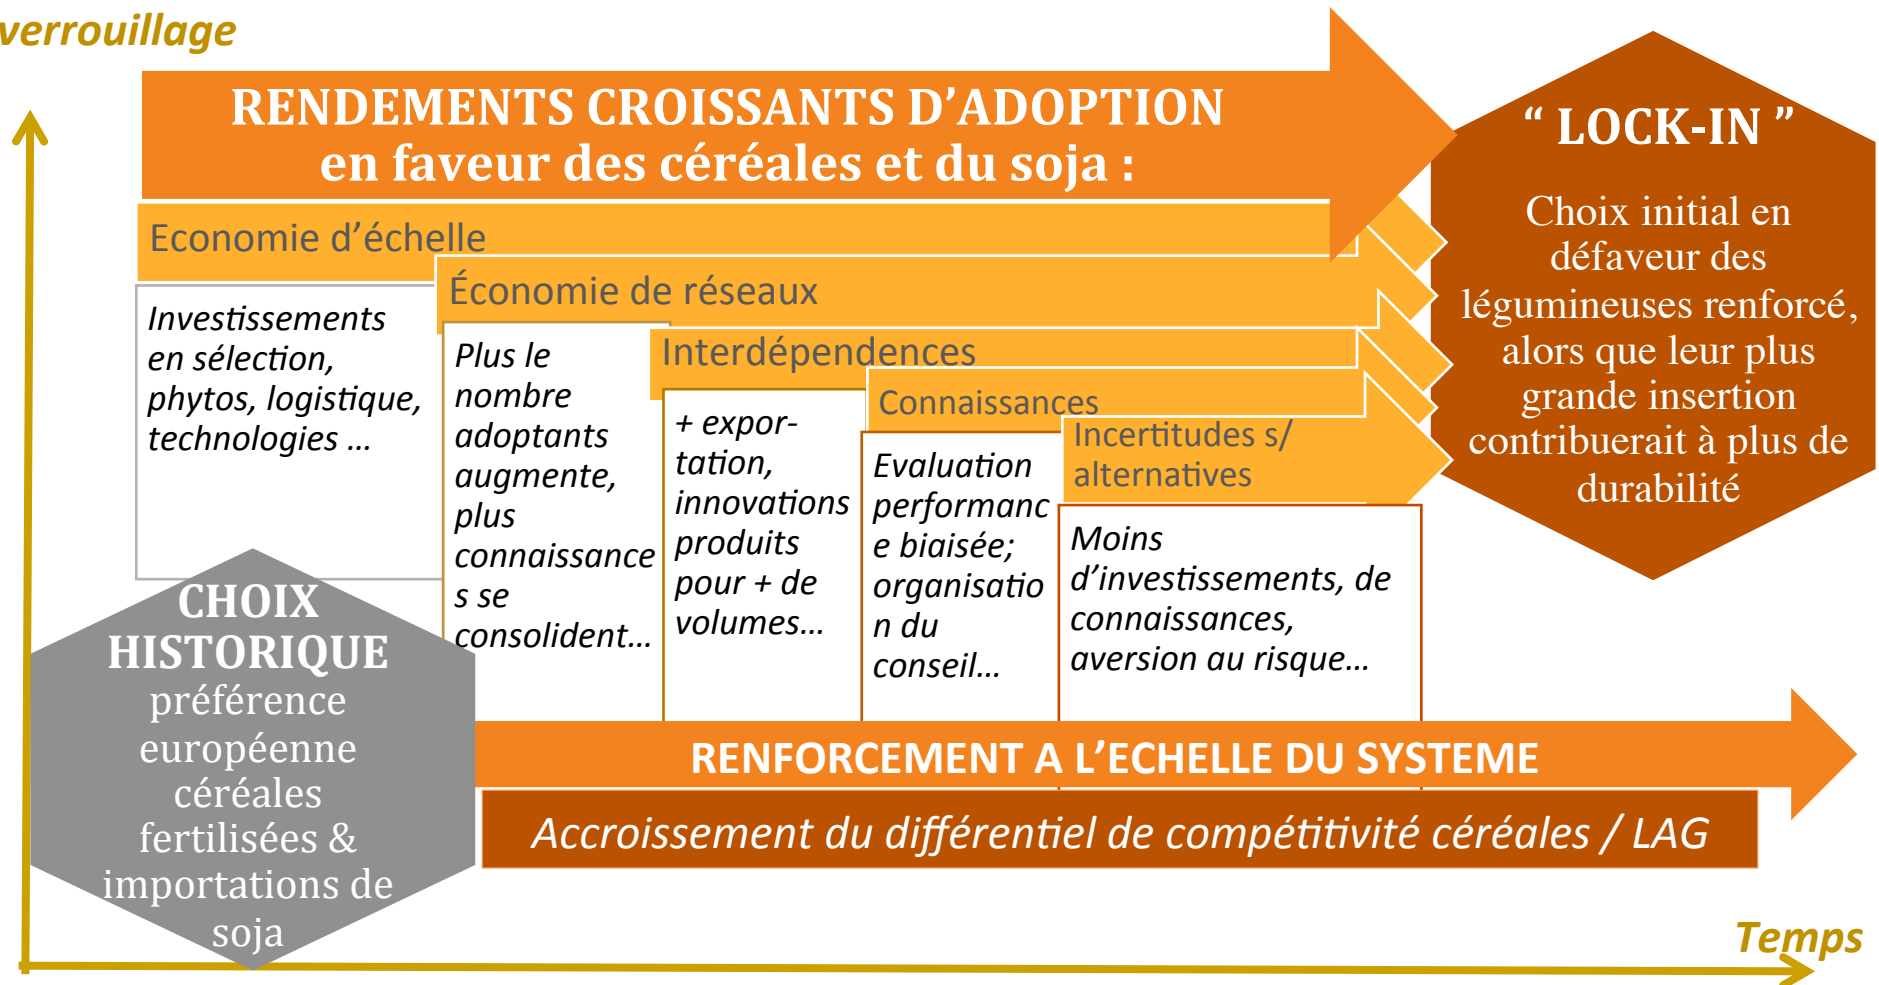 verrouillage
RENDEMENTS CROISSANTS D’ADOPTION
en faveur des céréales et du soja :
“ LOCK-IN ”
Choix initial en
défaveur des
légumineuses renforcé,
alors que leur plus
grande insertion
contribuerait à plus de
durabilité
Economie d’échelle
Investissements
en sélection,
phytos, logistique,
technologies …
Économie de réseaux
Plus le
nombre
adoptants
augmente,
plus
connaissance
s se
consolident…
Interdépendences
+ expor-
tation,
innovations
produits
pour + de
volumes…
Connaissances
Evaluation
performanc
e biaisée;
organisatio
n du
conseil…
Incertitudes s/
alternatives
Moins
d’investissements, de
connaissances,
aversion au risque…
CHOIX
HISTORIQUE
préférence
européenne
céréales
fertilisées &
importations de
soja
RENFORCEMENT A L’ECHELLE DU SYSTEME
Accroissement du différentiel de compétitivité céréales / LAG
Temps